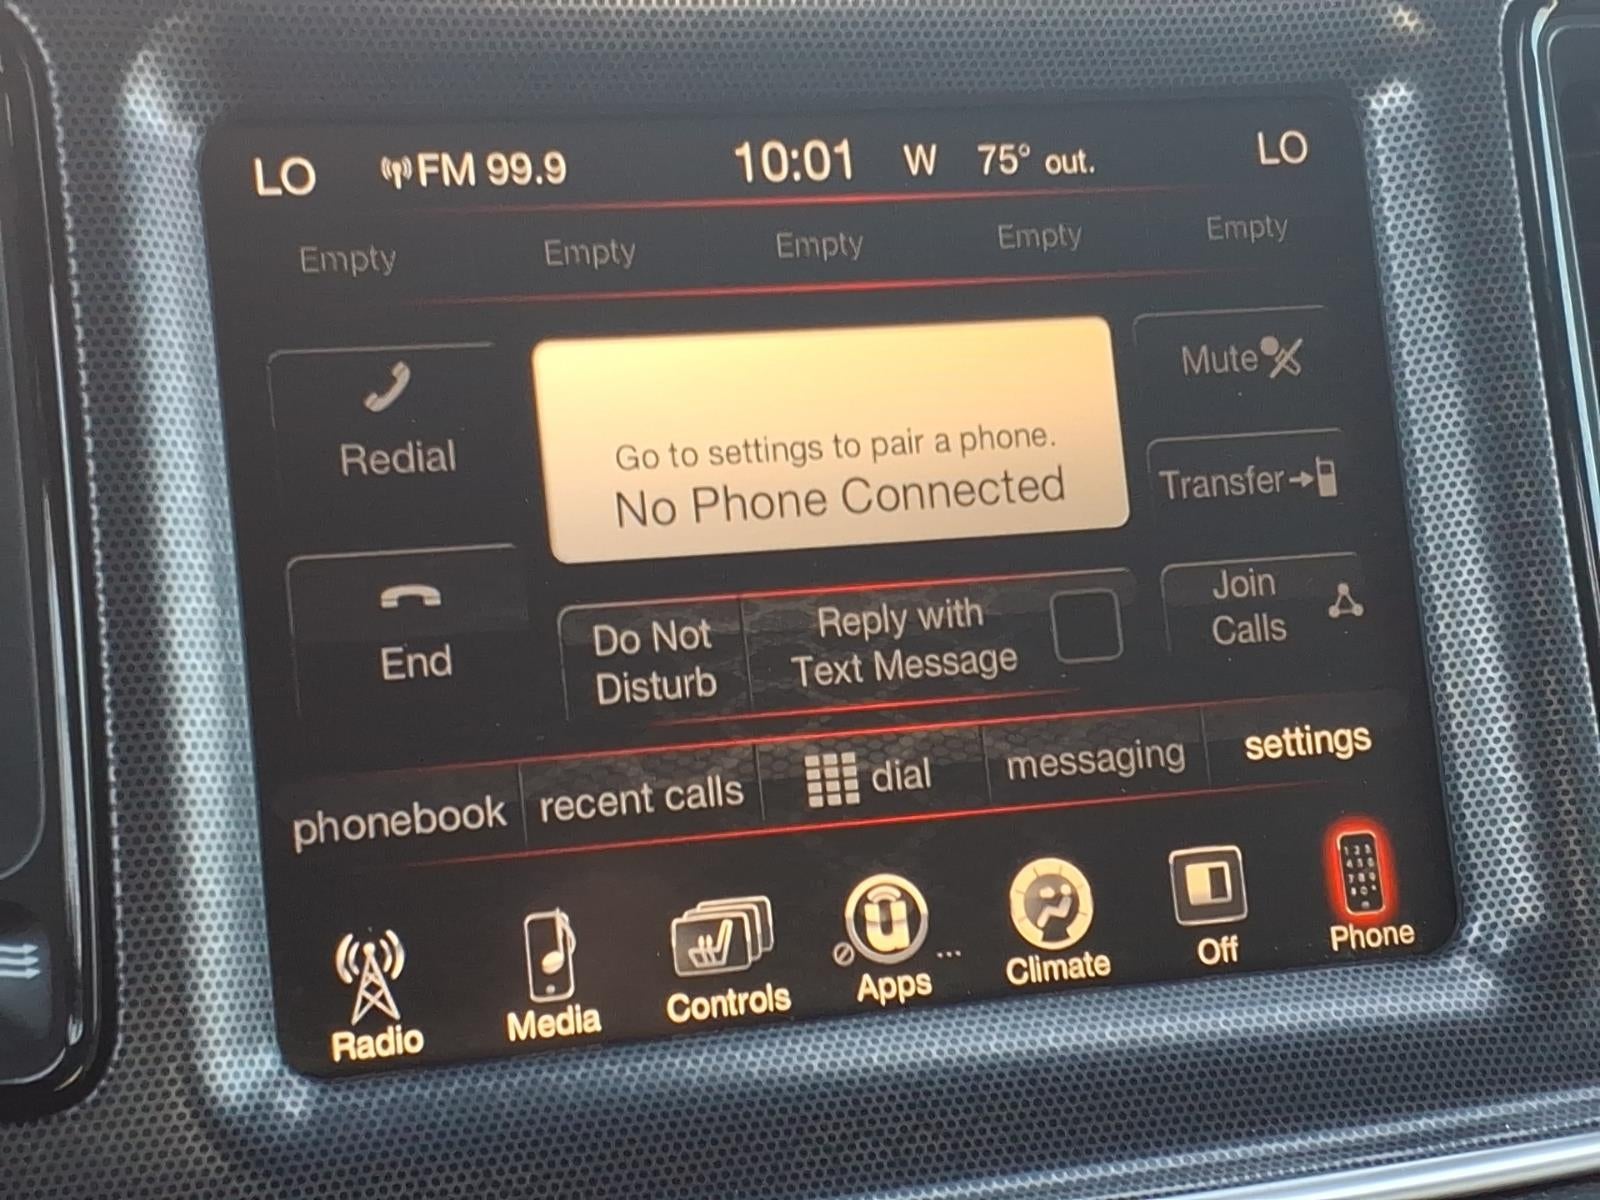 LO FM 99.9 10:01 W 75° out. LO
Empty Empty Empty Empty Empty
Redial
Go to settings to pair a phone.
No Phone Connected
Mute
Transfer
End
Do Not
Disturb
Reply with
Text Message
Join
Calls
phonebook recent calls dial messaging settings
Radio Media Controls Apps ... Climate Off Phone